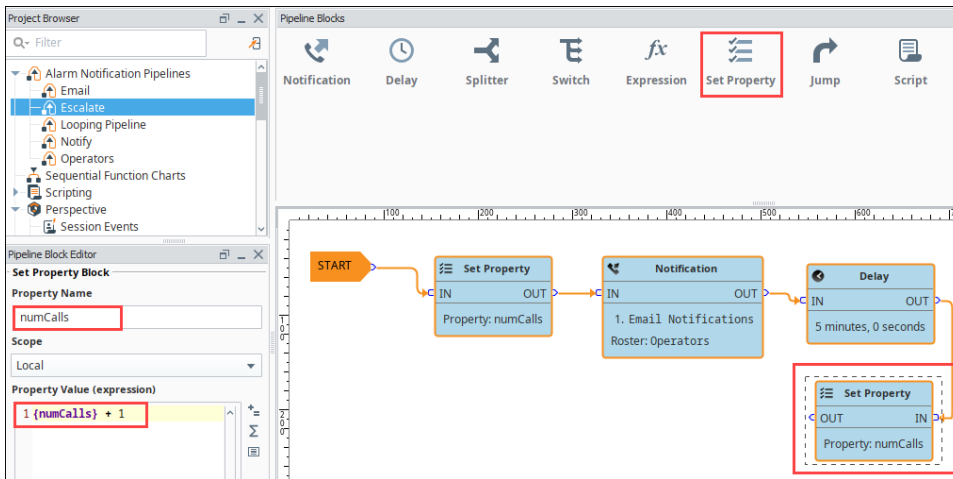 Project Browser
Filter
Alarm Notification Pipelines
Email
Escalate
Looping Pipeline
Notify
Operators
Sequential Function Charts
Scripting
Perspective
Session Events
Pipeline Block Editor
Set Property Block
Property Name
numCalls
Scope
Local
Property Value (expression)
1 {numCalls} + 1
Pipeline Blocks
Notification Delay Splitter Switch Expression Set Property Jump Script
fx
100 200 300 400 500 600
100
200
START
Set Property
IN OUT
Property: numCalls
Notification
IN OUT
1. Email Notifications
Roster: Operators
Delay
IN OUT
5 minutes, 0 seconds
Set Property
OUT IN
Property: numCalls